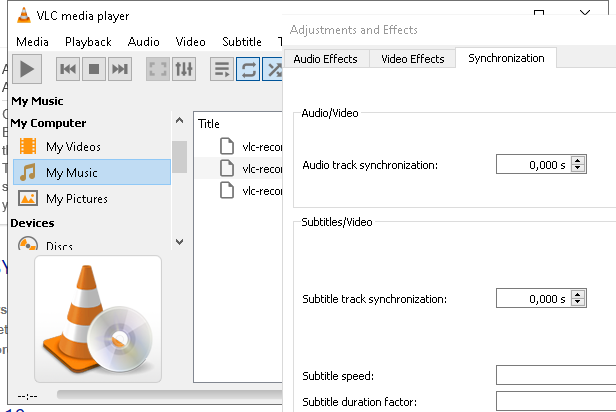 VLC media player
Media Playback Audio Video Subtitle
My Music
My Computer
My Videos
My Music
My Pictures
Devices
Discs
Title
vlc-recor
vlc-recor
vlc-recor
--:--
Adjustments and Effects
Audio Effects Video Effects Synchronization
Audio/Video
Audio track synchronization: 0,000 s
Subtitles/Video
Subtitle track synchronization: 0,000 s
Subtitle speed:
Subtitle duration factor: